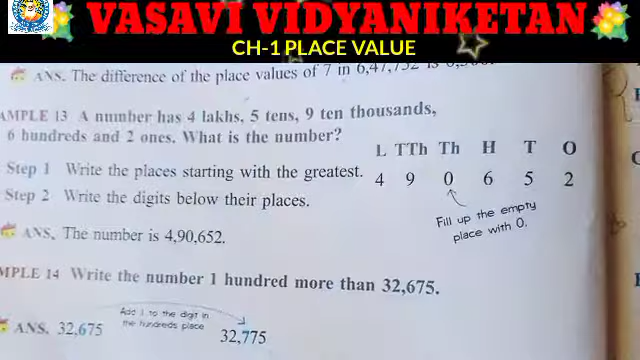 VASAVI VIDYANIKETAN
CH-1 PLACE VALUE
ANS. The difference of the place values of 7 in 6,47,752 is
AMPLE 13 A number has 4 lakhs, 5 tens, 9 ten thousands,
6 hundreds and 2 ones. What is the number?
L TTh Th H T O
Step 1 Write the places starting with the greatest.
4 9 0 6 5 2
Step 2 Write the digits below their places.
Fill up the empty
place with 0.
ANS. The number is 4,90,652.
MPLE 14 Write the number 1 hundred more than 32,675.
Add 1 to the digit in
the hundreds place
ANS. 32,675
32,775